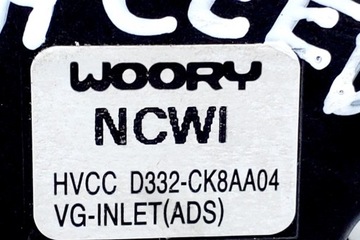 WOORY
NCWI
HVCC D332-CK8AA04
VG-INLET(ADS)